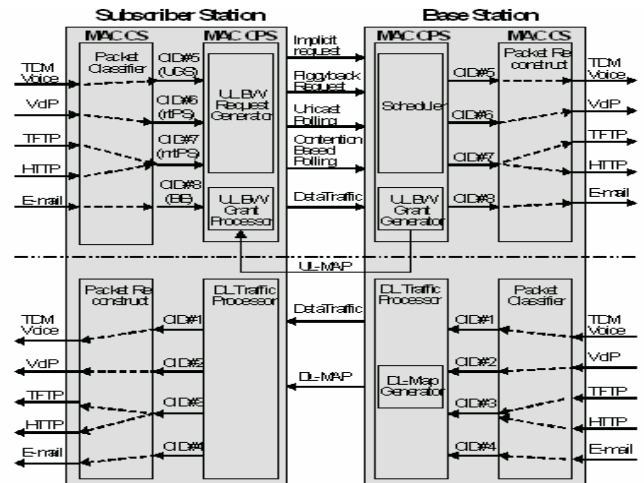 Subscriber Station
Base Station
MAC CS
MAC CPS
MAC CPS
MAC CS
Packet
Classifier
CID#5
(UGS)
CID#6
(rtPS)
CID#7
(nrtPS)
CID#8
(BE)
UL BW
Request
Generator
UL BW
Grant
Processor
Implicit
request
Piggyback
Request
Unicast
Polling
Contention
Based
Polling
Data Traffic
Scheduler
UL BW
Grant
Generator
CID#5
CID#6
CID#7
CID#8
Packet Re
construct
TDM
Voice
VoIP
TFTP
HTTP
E-mail
TDM
Voice
VoIP
TFTP
HTTP
E-mail
UL-MAP
Packet Re
construct
DL Traffic
Processor
Data Traffic
DL-MAP
DL Traffic
Processor
DL-Map
Generator
Packet
Classifier
CID#1
CID#2
CID#3
CID#4
CID#1
CID#2
CID#3
CID#4
TDM
Voice
VoIP
TFTP
HTTP
E-mail
TDM
Voice
VoIP
TFTP
HTTP
E-mail